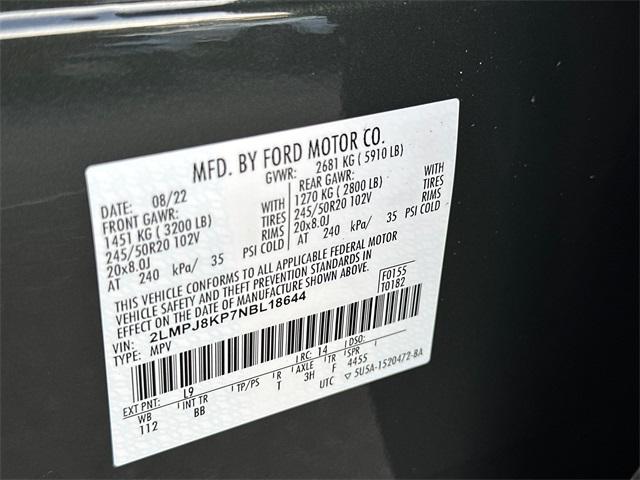 MFD. BY FORD MOTOR CO.
DATE: 08/22 GVWR: 2681 KG ( 5910 LB)
FRONT GAWR: WITH REAR GAWR: WITH
1451 KG ( 3200 LB) TIRES 1270 KG ( 2800 LB) TIRES
245/50R20 102V RIMS 245/50R20 102V RIMS
20x8.0J 20x8.0J
AT 240 kPa/ 35 PSI COLD AT 240 kPa/ 35 PSI COLD
THIS VEHICLE CONFORMS TO ALL APPLICABLE FEDERAL MOTOR
VEHICLE SAFETY AND THEFT PREVENTION STANDARDS IN
EFFECT ON THE DATE OF MANUFACTURE SHOWN ABOVE.
F0155
T0182
VIN: 2LMPJ8KP7NBL18644
TYPE: MPV
EXT PNT: L9 RC: 14 DSO:
WB INT TR TP/PS R AXLE TR SPR
112 BB T 3H F 4455
UTC ▽ 5U5A-1520472-BA